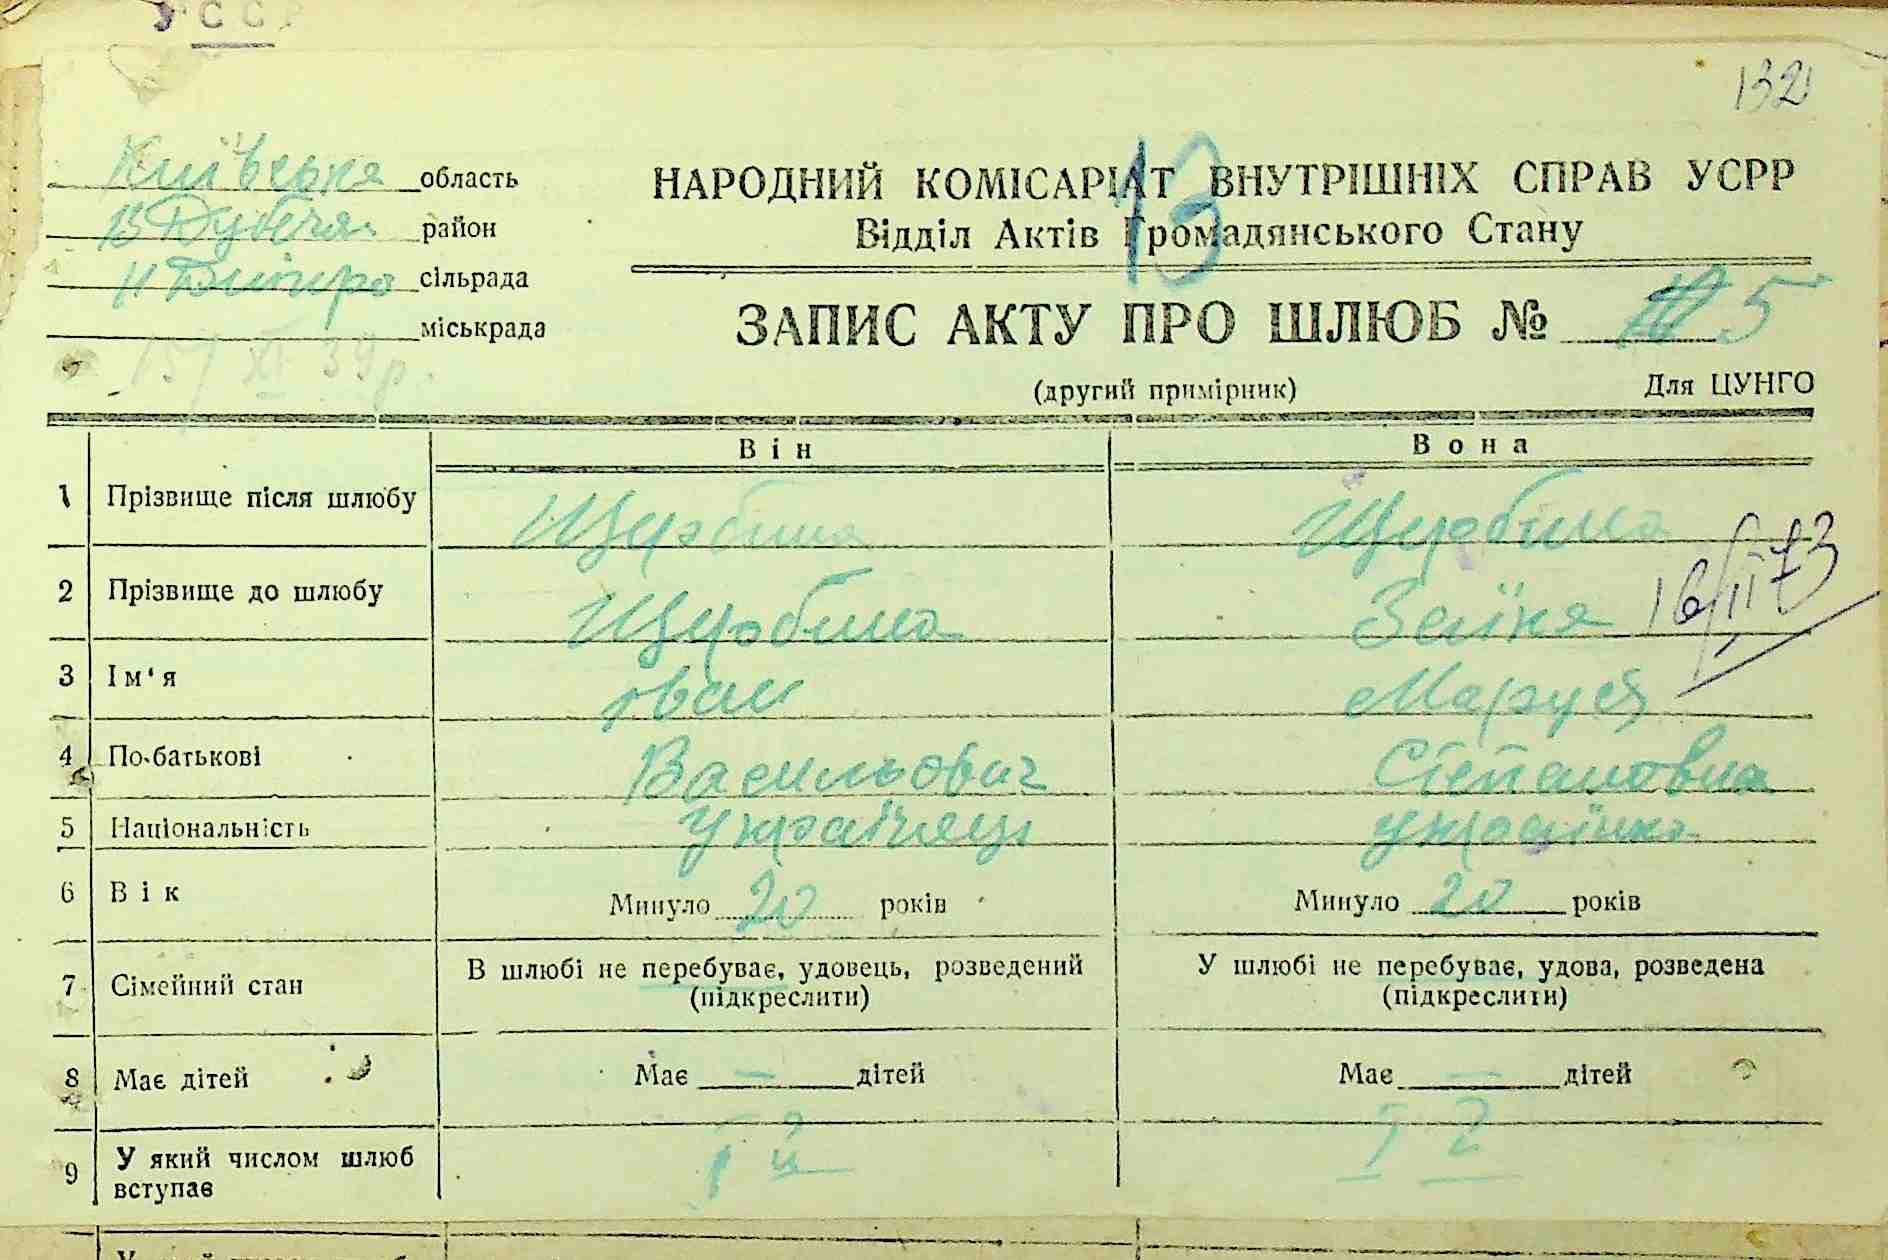 УССР
132
Київська область
В Дубечня район
Н Дніпро сільрада
міськрада
15/XI 39 р.
НАРОДНИЙ КОМІСАРІАТ ВНУТРІШНІХ СПРАВ УСРР
13
Відділ Актів Громадянського Стану
ЗАПИС АКТУ ПРО ШЛЮБ № 5
(другий примірник) Для ЦУНГО
Він Вона
1 Прізвище після шлюбу Щербина Щербина
2 Прізвище до шлюбу Щербина 16/II 73
3 Ім'я Іван Маруся
4 По-батькові Васильович Степановна
5 Національність українець українка
6 Вік Минуло 20 років Минуло 20 років
7 Сімейний стан В шлюбі не перебуває, удовець, розведений У шлюбі не перебуває, удова, розведена
(підкреслити) (підкреслити)
8 Має дітей Має — дітей Має — дітей
9 У який числом шлюб
вступає